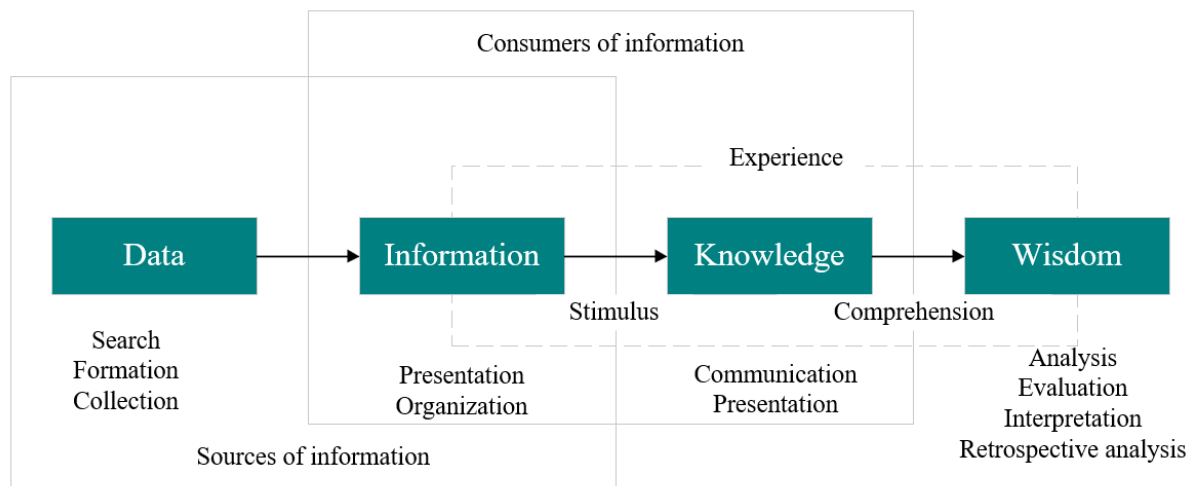 Consumers of information
Experience
Data
Information
Knowledge
Wisdom
Stimulus
Comprehension
Search
Formation
Collection
Presentation
Organization
Communication
Presentation
Analysis
Evaluation
Interpretation
Retrospective analysis
Sources of information